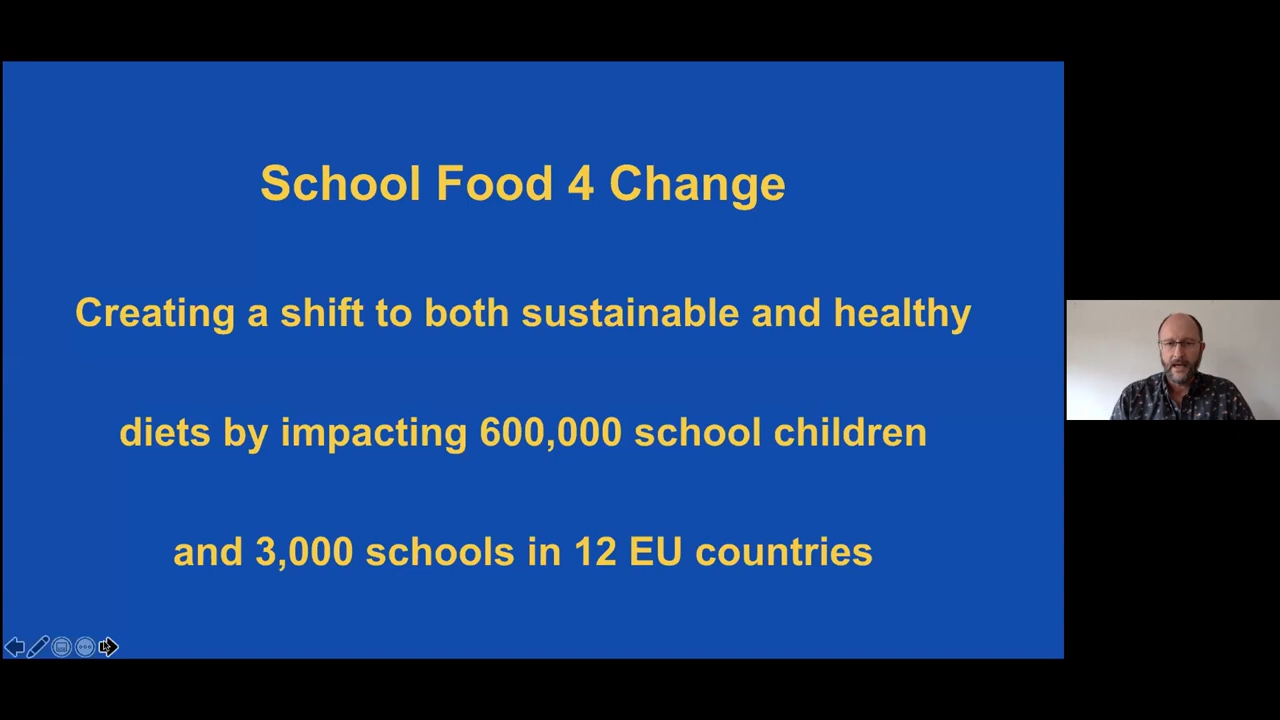 School Food 4 Change
Creating a shift to both sustainable and healthy
diets by impacting 600,000 school children
and 3,000 schools in 12 EU countries